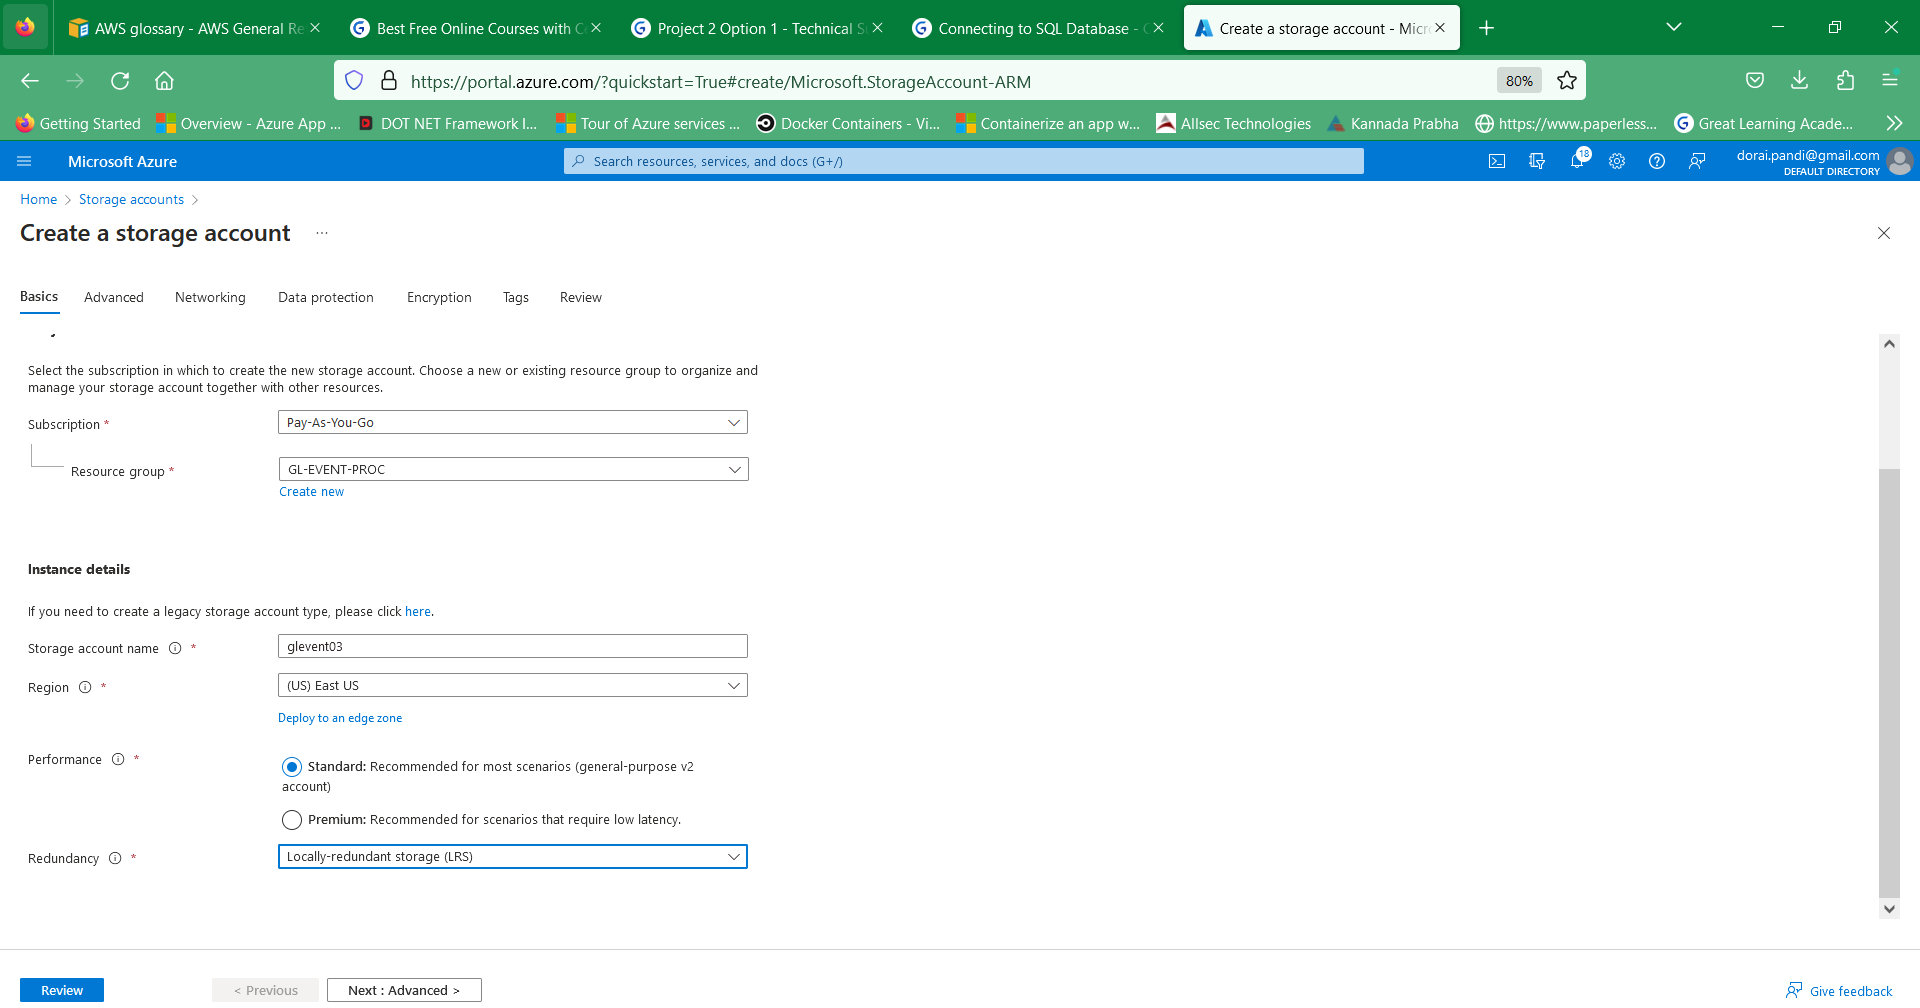 AWS glossary - AWS General Re
Best Free Online Courses with Ce
Project 2 Option 1 - Technical S
Connecting to SQL Database -
Create a storage account - Micr
https://portal.azure.com/?quickstart=True#create/Microsoft.StorageAccount-ARM
80%
Getting Started
Overview - Azure App ...
DOT NET Framework I...
Tour of Azure services ...
Docker Containers - Vi...
Containerize an app w...
Allsec Technologies
Kannada Prabha
https://www.paperless...
Great Learning Acade...
Microsoft Azure
Search resources, services, and docs (G+/)
18
dorai.pandi@gmail.com
DEFAULT DIRECTORY
Home > Storage accounts >
Create a storage account ...
Basics
Advanced
Networking
Data protection
Encryption
Tags
Review
Select the subscription in which to create the new storage account. Choose a new or existing resource group to organize and
manage your storage account together with other resources.
Subscription *
Pay-As-You-Go
Resource group *
GL-EVENT-PROC
Create new
Instance details
If you need to create a legacy storage account type, please click here.
Storage account name *
glevent03
Region *
(US) East US
Deploy to an edge zone
Performance *
Standard: Recommended for most scenarios (general-purpose v2
account)
Premium: Recommended for scenarios that require low latency.
Redundancy *
Locally-redundant storage (LRS)
Review
< Previous
Next : Advanced >
Give feedback